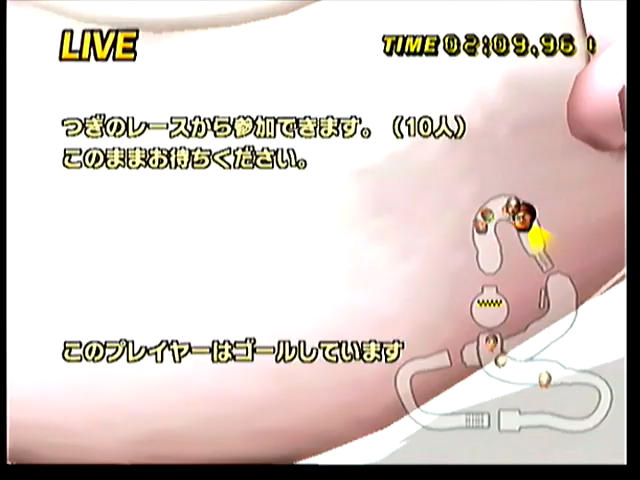 LIVE
TIME 02:09.96
つぎのレースから参加できます。（10人）
このままお待ちください。
このプレイヤーはゴールしています